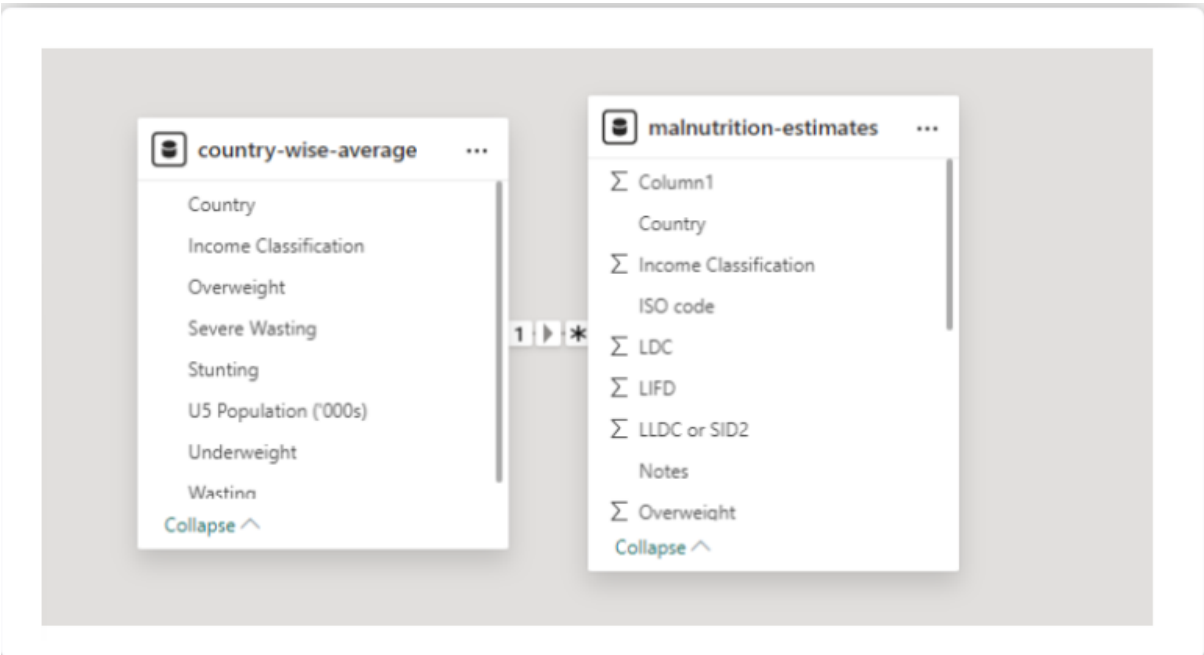 country-wise-average ...
Country
Income Classification
Overweight
Severe Wasting
Stunting
U5 Population ('000s)
Underweight
Wasting
Collapse
1 *
malnutrition-estimates ...
Σ Column1
Country
Σ Income Classification
ISO code
Σ LDC
Σ LIFD
Σ LLDC or SID2
Notes
Σ Overweight
Collapse